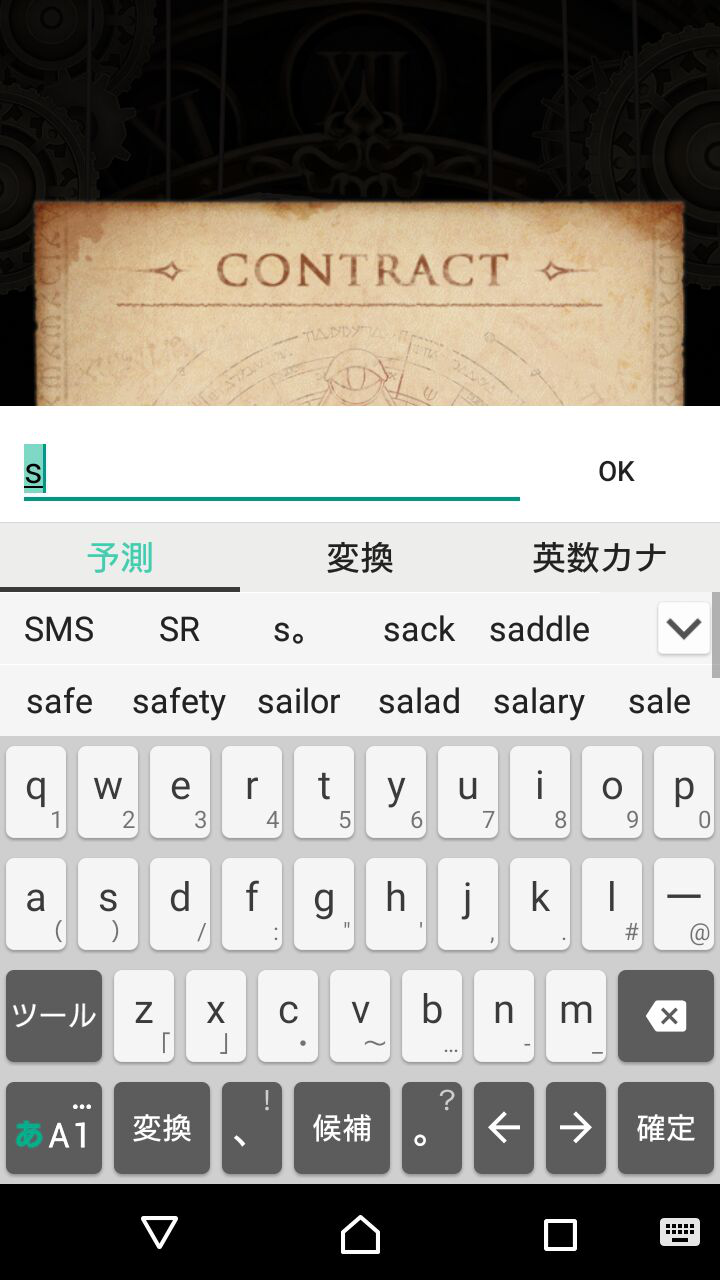 XII
CONTRACT
s
OK
予測 変換 英数カナ
SMS SR s。 sack saddle
safe safety sailor salad salary sale
q 1 w 2 e 3 r 4 t 5 y 6 u 7 i 8 o 9 p 0
a ( s ) d / f : g " h ' j , k . l # ー @
ツール z 「 x 」 c ・ v ～ b … n - m _
あA1 … 変換 、 ! 候補 。 ? ← → 確定